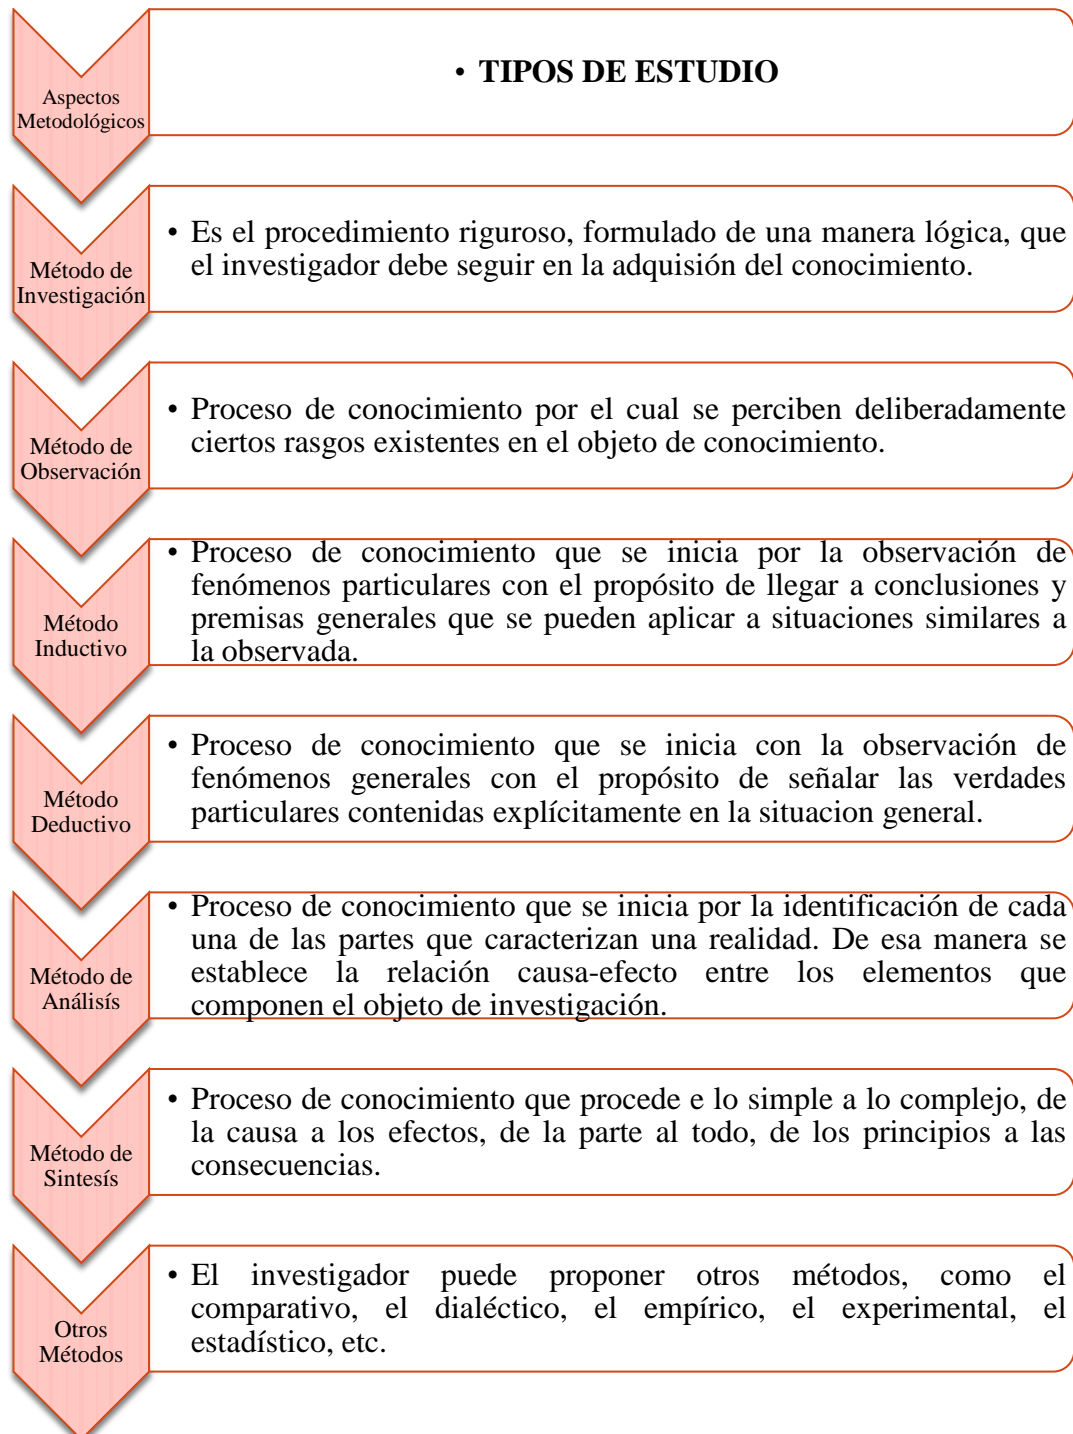 Aspectos
Metodológicos
• TIPOS DE ESTUDIO
Método de
Investigación
• Es el procedimiento riguroso, formulado de una manera lógica, que
el investigador debe seguir en la adquisión del conocimiento.
Método de
Observación
• Proceso de conocimiento por el cual se perciben deliberadamente
ciertos rasgos existentes en el objeto de conocimiento.
Método
Inductivo
• Proceso de conocimiento que se inicia por la observación de
fenómenos particulares con el propósito de llegar a conclusiones y
premisas generales que se pueden aplicar a situaciones similares a
la observada.
Método
Deductivo
• Proceso de conocimiento que se inicia con la observación de
fenómenos generales con el propósito de señalar las verdades
particulares contenidas explícitamente en la situacion general.
Método de
Análisís
• Proceso de conocimiento que se inicia por la identificación de cada
una de las partes que caracterizan una realidad. De esa manera se
establece la relación causa-efecto entre los elementos que
componen el objeto de investigación.
Método de
Sintesís
• Proceso de conocimiento que procede e lo simple a lo complejo, de
la causa a los efectos, de la parte al todo, de los principios a las
consecuencias.
Otros
Métodos
• El investigador puede proponer otros métodos, como el
comparativo, el dialéctico, el empírico, el experimental, el
estadístico, etc.